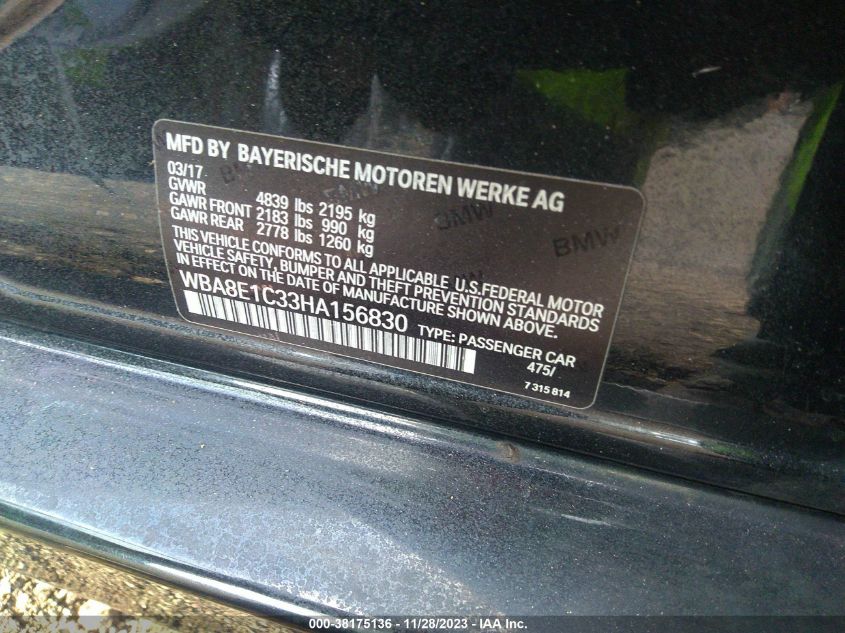 MFD BY BAYERISCHE MOTOREN WERKE AG
03/17
GVWR 4839 lbs 2195 kg
GAWR FRONT 2183 lbs 990 kg
GAWR REAR 2778 lbs 1260 kg
THIS VEHICLE CONFORMS TO ALL APPLICABLE U.S.FEDERAL MOTOR
VEHICLE SAFETY, BUMPER AND THEFT PREVENTION STANDARDS
IN EFFECT ON THE DATE OF MANUFACTURE SHOWN ABOVE.
WBA8E1C33HA156830 TYPE: PASSENGER CAR
475/
7 315 814
BMW
BMW
000-38175136 - 11/28/2023 - IAA Inc.